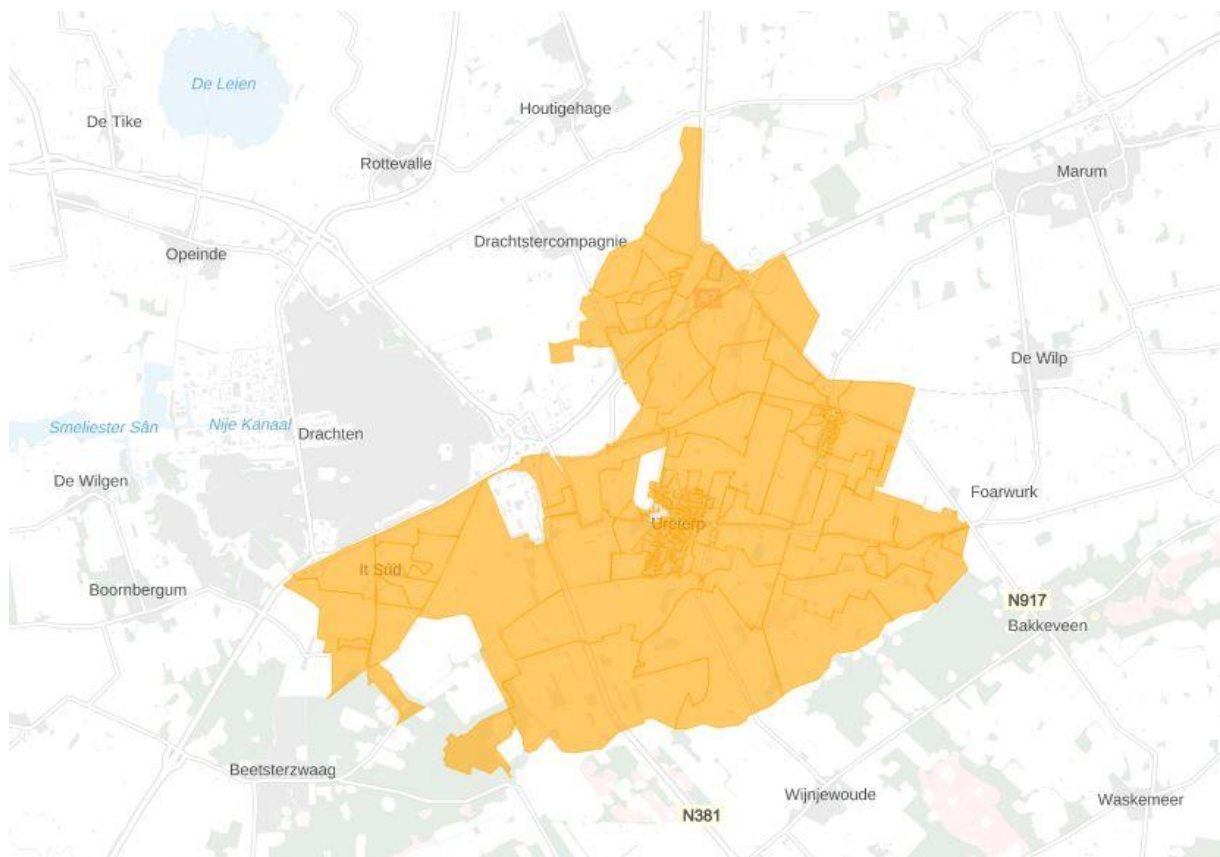 De Leien
Houtigehage
De Tike
Rottevalle
Marum
Drachtstercompagnie
Opeinde
De Wilp
Smeliester Sân
Nije Kanaal
Drachten
De Wilgen
Foarwurk
Ureterp
It Sûd
Boornbergum
N917
Bakkeveen
Beetsterzwaag
Wijnjewoude
Waskemeer
N381